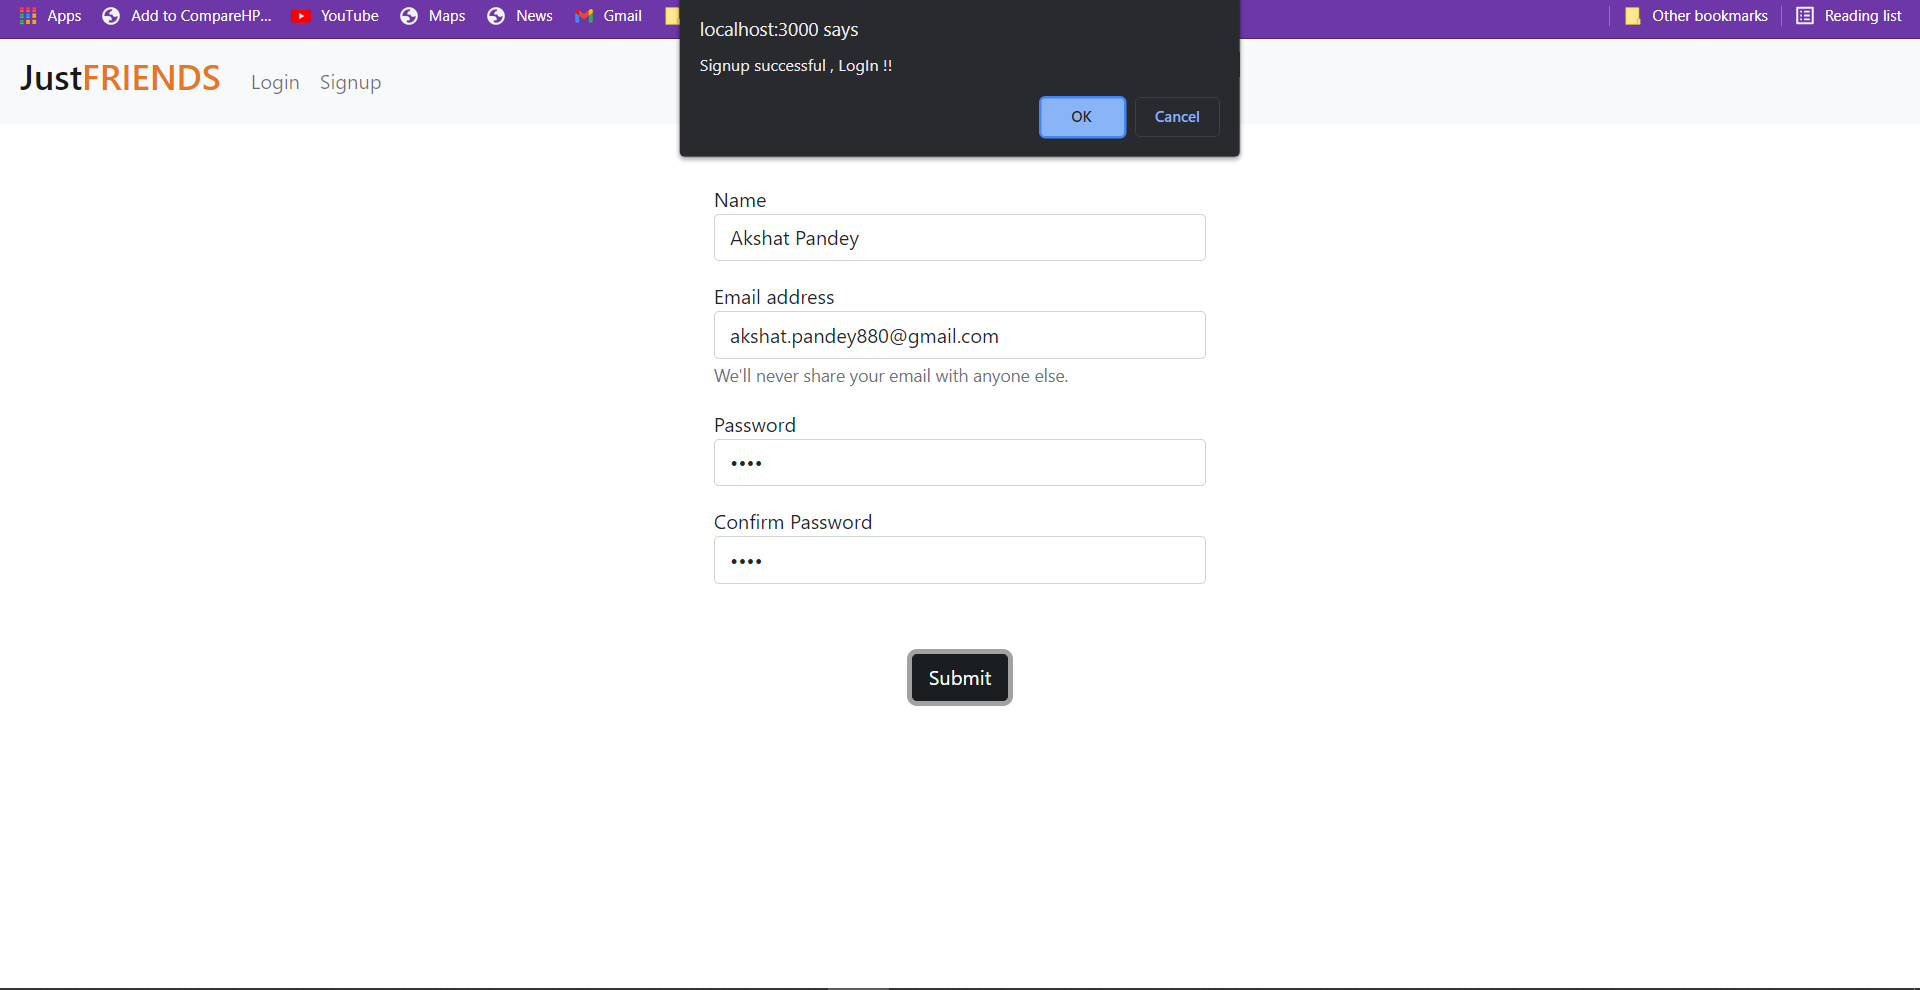 Apps Add to CompareHP... YouTube Maps News Gmail Other bookmarks Reading list
localhost:3000 says
Signup successful , LogIn !!
OK Cancel
JustFRIENDS Login Signup
Name
Akshat Pandey
Email address
akshat.pandey880@gmail.com
We'll never share your email with anyone else.
Password
••••
Confirm Password
••••
Submit